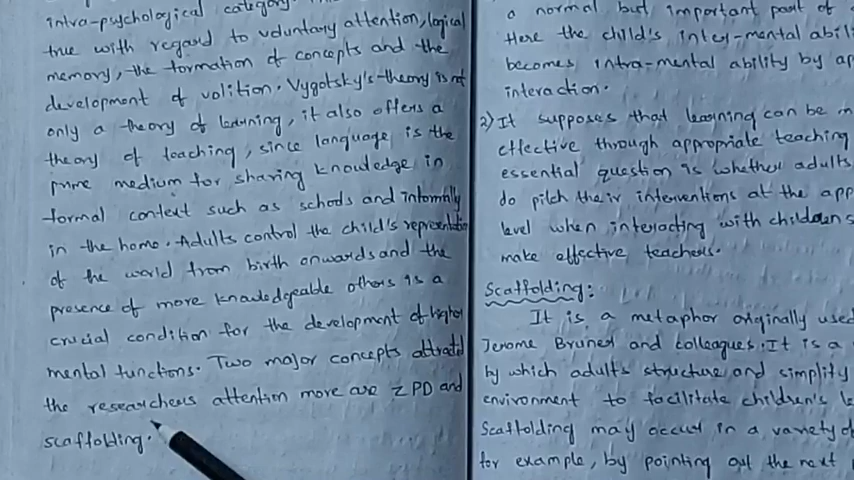 intra-psychological category. This
true with regard to voluntary attention, logical
memory, the formation of concepts and the
development of volition. Vygotsky's theory is not
only a theory of learning, it also offers a
theory of teaching, since language is the
prime medium for sharing knowledge in
formal context such as schools and informally
in the home. Adults control the child's representation
of the world from birth onwards and the
presence of more knowledgeable others is a
crucial condition for the development of higher
mental functions. Two major concepts attratd
the researchers attention more are ZPD and
scaffolding.
a normal but important part of
Here the child's inter-mental abil
becomes intra-mental ability by ap
interaction.
2) It supposes that learning can be m
effective through appropriate teaching
essential question is whether adults
do pitch their interventions at the app
level when interacting with childrens
make effective teachers.
Scaffolding:
It is a metaphor originally used
Jerome Bruner and colleagues. It is a
by which adults structure and simplify
environment to facilitate children's le
Scaffolding may occur in a variety of
for example, by pointing out the next